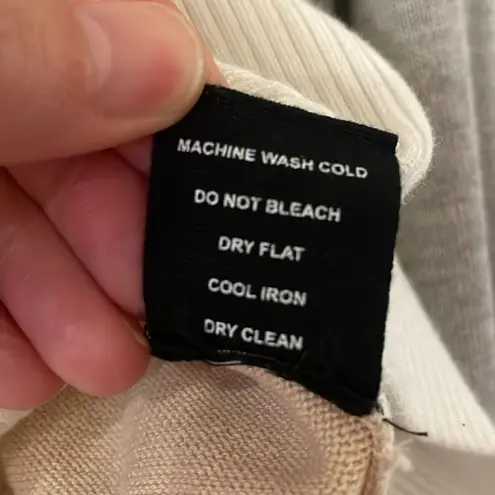 MACHINE WASH COLD
DO NOT BLEACH
DRY FLAT
COOL IRON
DRY CLEAN